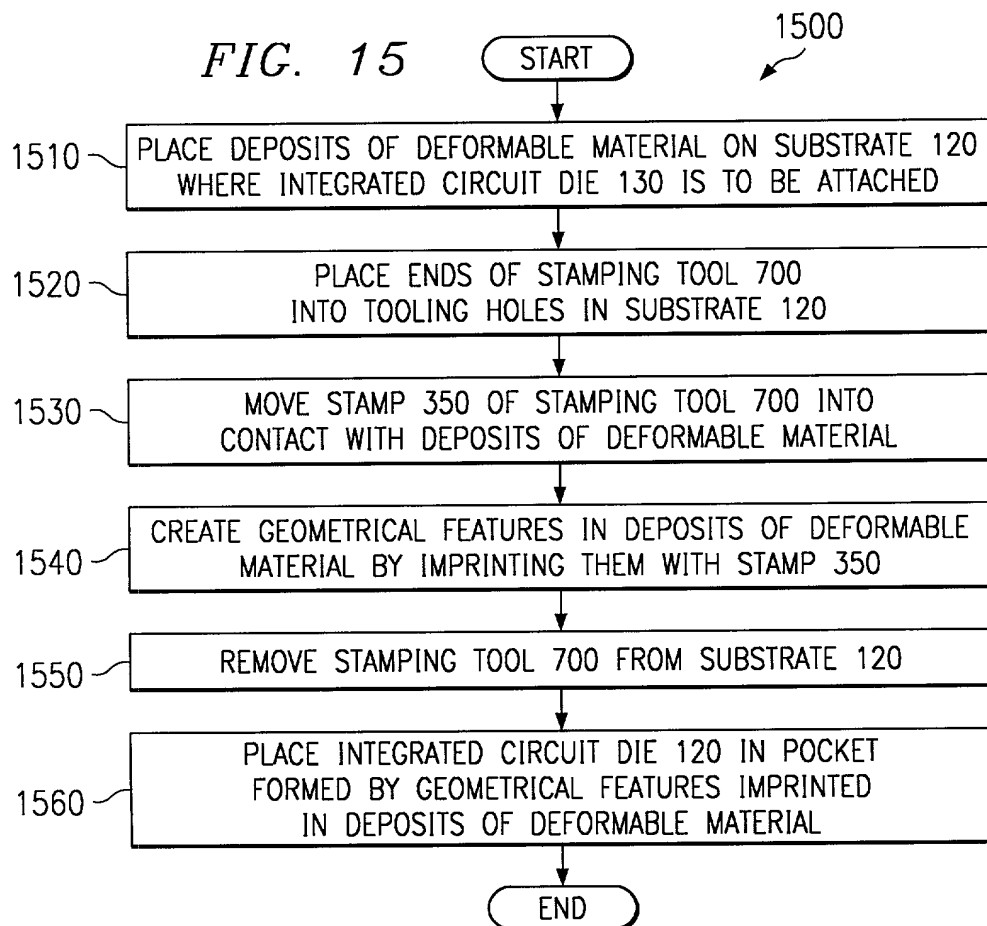 FIG. 15
START
1500
1510
PLACE DEPOSITS OF DEFORMABLE MATERIAL ON SUBSTRATE 120
WHERE INTEGRATED CIRCUIT DIE 130 IS TO BE ATTACHED
1520
PLACE ENDS OF STAMPING TOOL 700
INTO TOOLING HOLES IN SUBSTRATE 120
1530
MOVE STAMP 350 OF STAMPING TOOL 700 INTO
CONTACT WITH DEPOSITS OF DEFORMABLE MATERIAL
1540
CREATE GEOMETRICAL FEATURES IN DEPOSITS OF DEFORMABLE
MATERIAL BY IMPRINTING THEM WITH STAMP 350
1550
REMOVE STAMPING TOOL 700 FROM SUBSTRATE 120
1560
PLACE INTEGRATED CIRCUIT DIE 120 IN POCKET
FORMED BY GEOMETRICAL FEATURES IMPRINTED
IN DEPOSITS OF DEFORMABLE MATERIAL
END